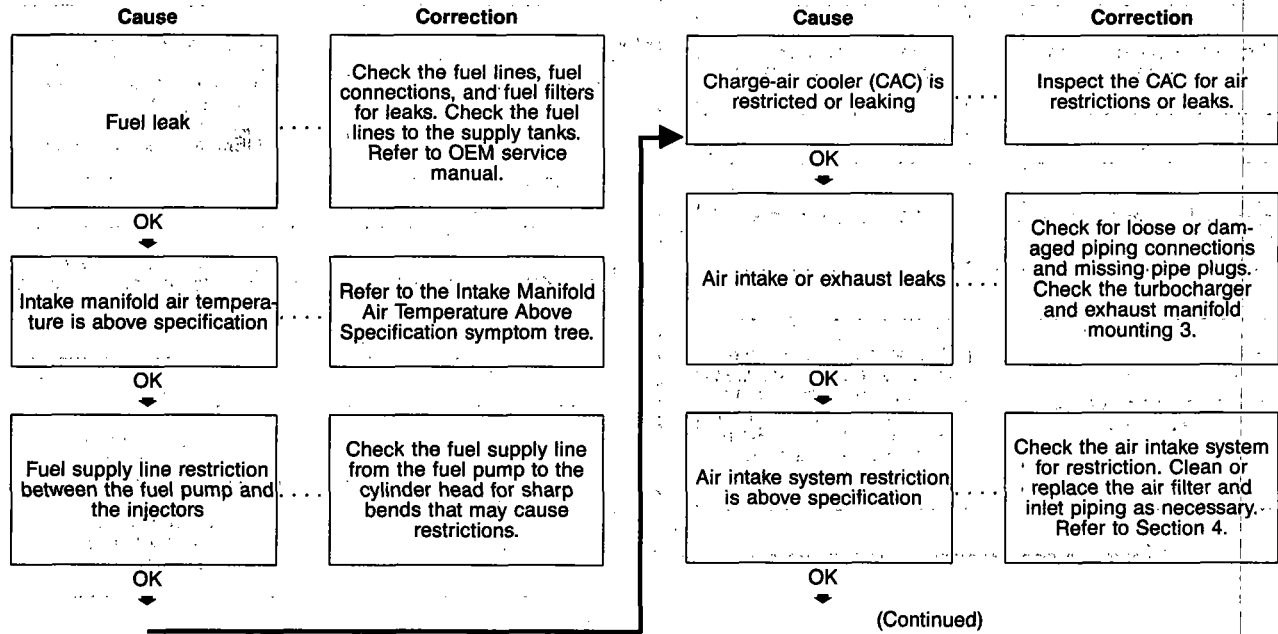 Cause
Correction
Fuel leak
Check the fuel lines, fuel
connections, and fuel filters
for leaks. Check the fuel
lines to the supply tanks.
Refer to OEM service
manual.
OK
Intake manifold air tempera-
ture is above specification
Refer to the Intake Manifold
Air Temperature Above
Specification symptom tree.
OK
Fuel supply line restriction
between the fuel pump and
the injectors
Check the fuel supply line
from the fuel pump to the
cylinder head for sharp
bends that may cause
restrictions.
OK
Cause
Correction
Charge-air cooler (CAC) is
restricted or leaking
Inspect the CAC for air
restrictions or leaks.
OK
Air intake or exhaust leaks
Check for loose or dam-
aged piping connections
and missing pipe plugs.
Check the turbocharger
and exhaust manifold
mounting 3.
OK
Air intake system restriction
is above specification
Check the air intake system
for restriction. Clean or
replace the air filter and
inlet piping as necessary.
Refer to Section 4.
OK
(Continued)